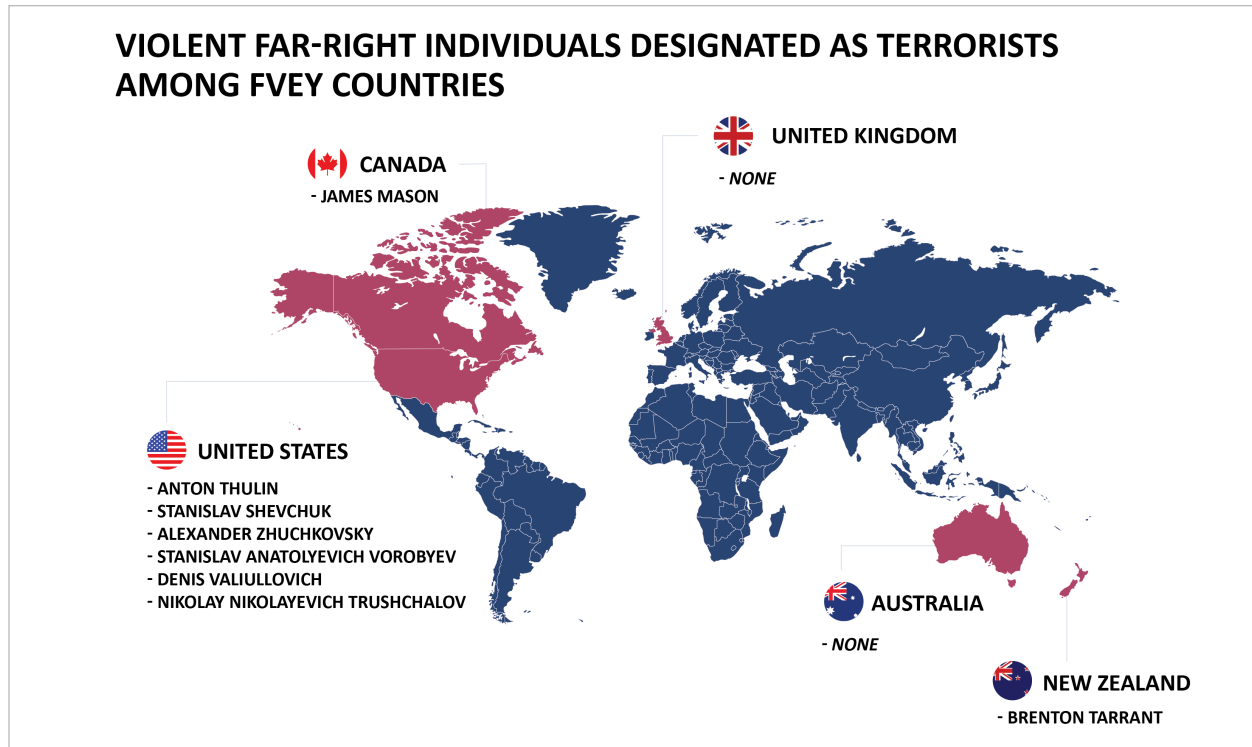 VIOLENT FAR-RIGHT INDIVIDUALS DESIGNATED AS TERRORISTS
AMONG FVEY COUNTRIES
UNITED KINGDOM
- NONE
CANADA
- JAMES MASON
UNITED STATES
- ANTON THULIN
- STANISLAV SHEVCHUK
- ALEXANDER ZHUCHKOVSKY
- STANISLAV ANATOLYEVICH VOROBYEV
- DENIS VALIULLOVICH
- NIKOLAY NIKOLAYEVICH TRUSHCHALOV
AUSTRALIA
- NONE
NEW ZEALAND
- BRENTON TARRANT